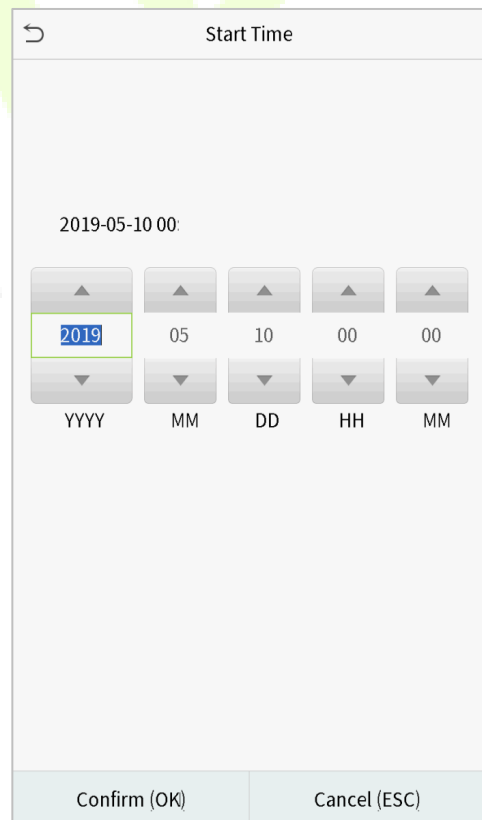 Start Time
2019-05-10 00:
2019 05 10 00 00
YYYY MM DD HH MM
Confirm (OK) Cancel (ESC)